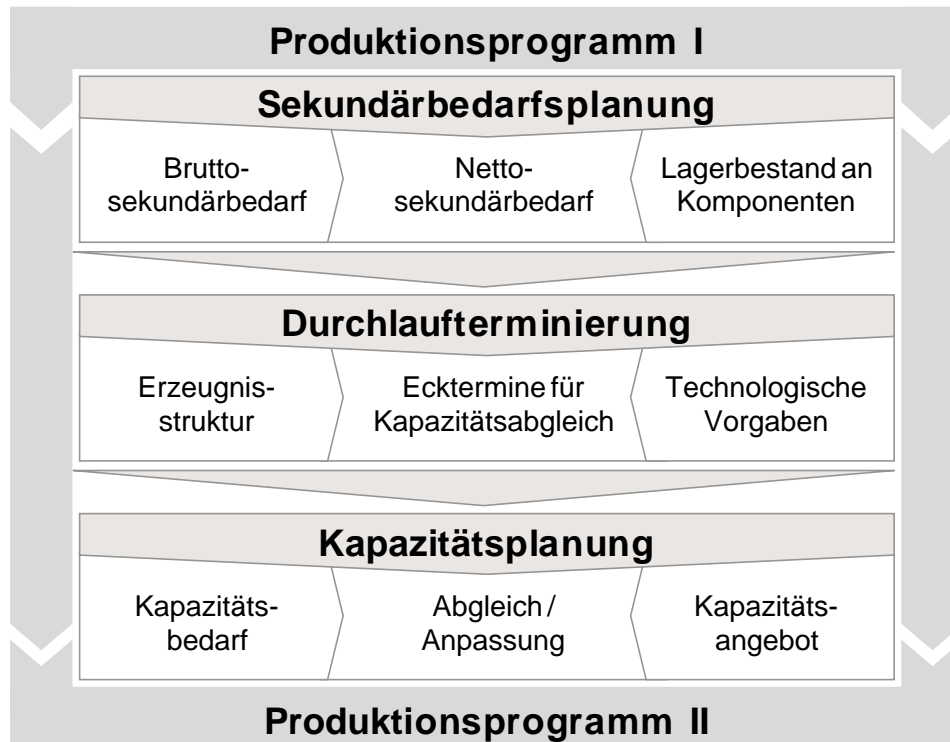 Produktionsprogramm I
Sekundärbedarfsplanung
Brutto-
sekundärbedarf
Netto-
sekundärbedarf
Lagerbestand an
Komponenten
Durchlaufterminierung
Erzeugnis-
struktur
Ecktermine für
Kapazitätsabgleich
Technologische
Vorgaben
Kapazitätsplanung
Kapazitäts-
bedarf
Abgleich /
Anpassung
Kapazitäts-
angebot
Produktionsprogramm II